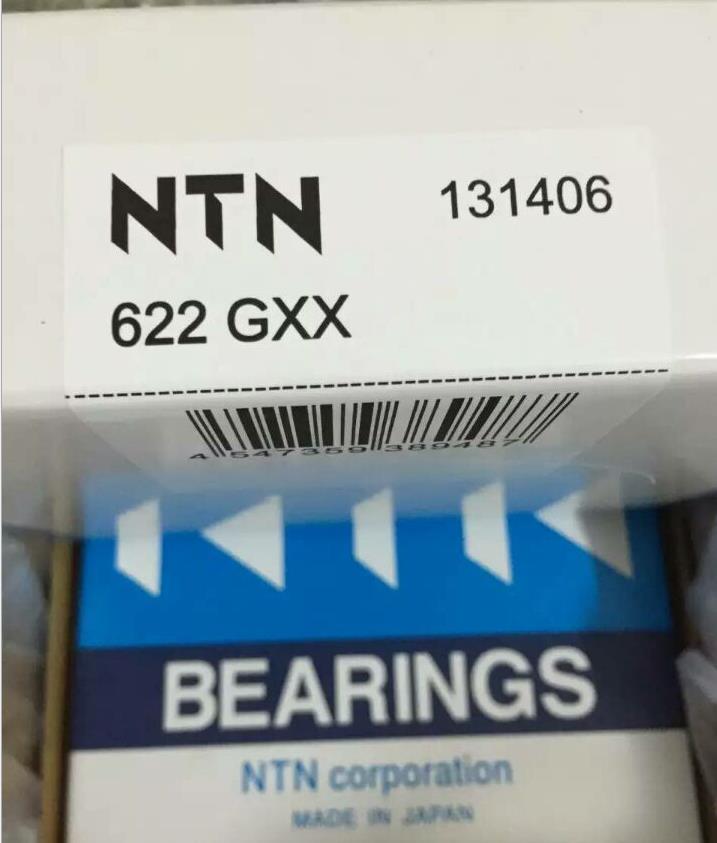 NTN 131406
622 GXX
4 547359 389487
BEARINGS
NTN corporation
MADE IN JAPAN